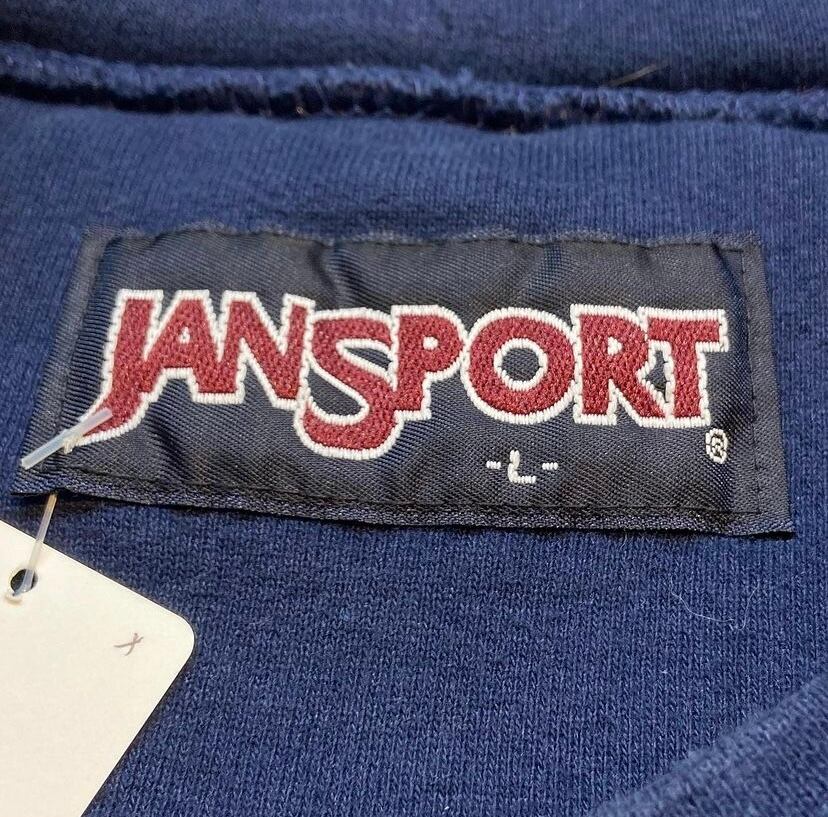 JANSPORT
®
-L-
x